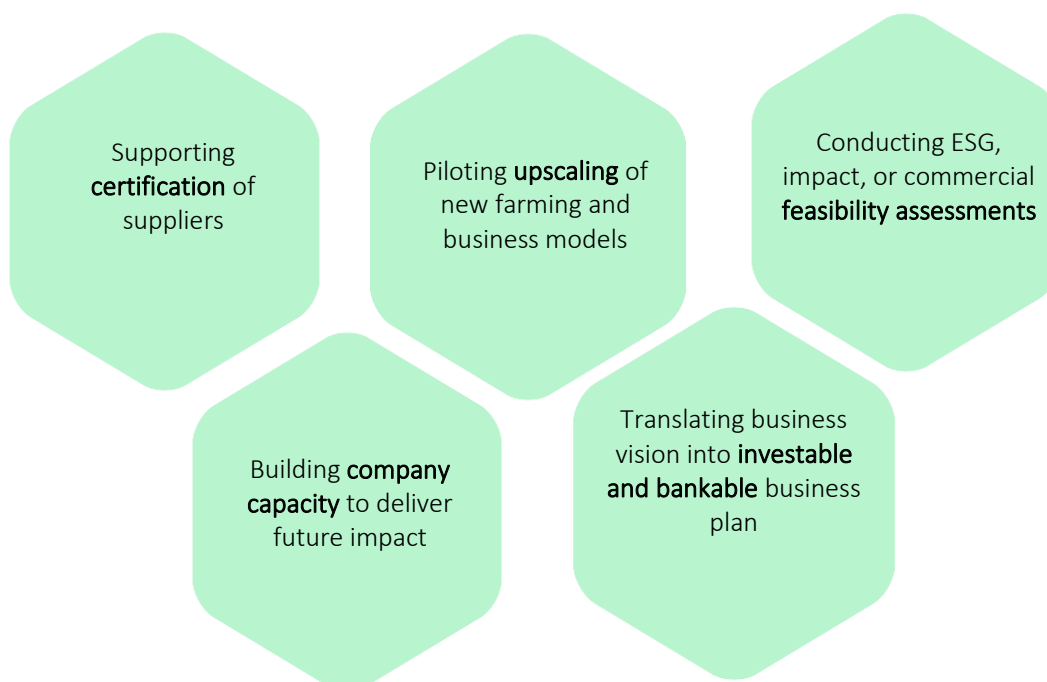 Supporting
certification of
suppliers
Piloting upscaling of
new farming and
business models
Conducting ESG,
impact, or commercial
feasibility assessments
Building company
capacity to deliver
future impact
Translating business
vision into investable
and bankable business
plan